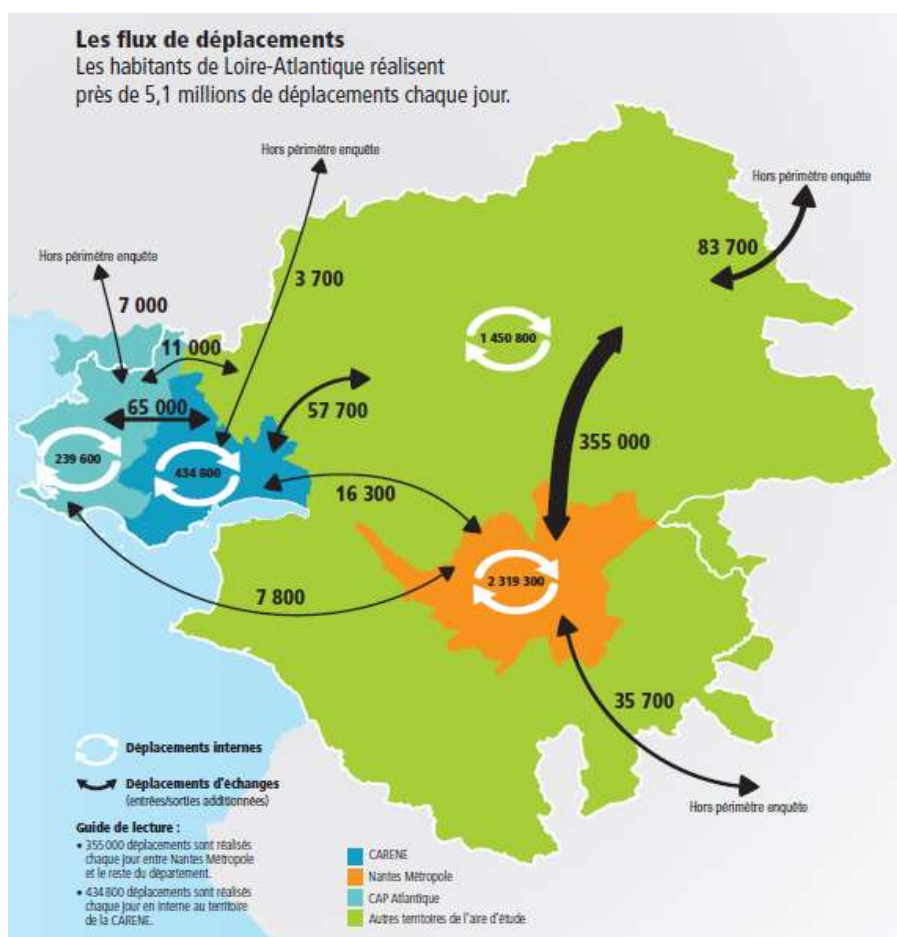 Les flux de déplacements
Les habitants de Loire-Atlantique réalisent
près de 5,1 millions de déplacements chaque jour.
Hors périmètre enquête
Hors périmètre enquête
83 700
Hors périmètre enquête
3 700
7 000
11 000
1 450 800
65 000
57 700
355 000
239 600
434 800
16 300
2 319 300
7 800
35 700
Hors périmètre enquête
Déplacements internes
Déplacements d'échanges
(entrées/sorties additionnées)
Guide de lecture :
• 355 000 déplacements sont réalisés
chaque jour entre Nantes Métropole
et le reste du département.
• 434 800 déplacements sont réalisés
chaque jour en interne au territoire
de la CARENE.
CARENE
Nantes Métropole
CAP Atlantique
Autres territoires de l'aire d'étude